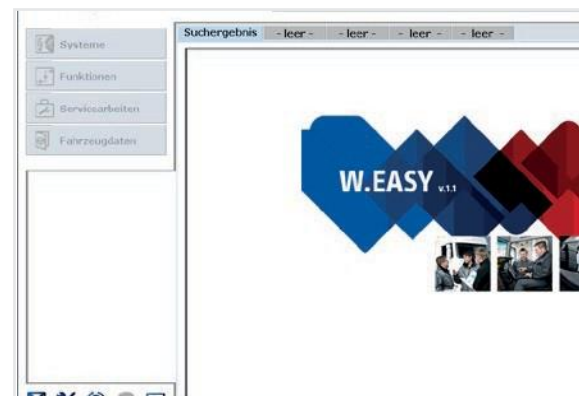 Suchergebnis - leer - - leer - - leer - - leer -
Systeme
Funktionen
Servicearbeiten
Fahrzeugdaten
W.EASY v.1.1